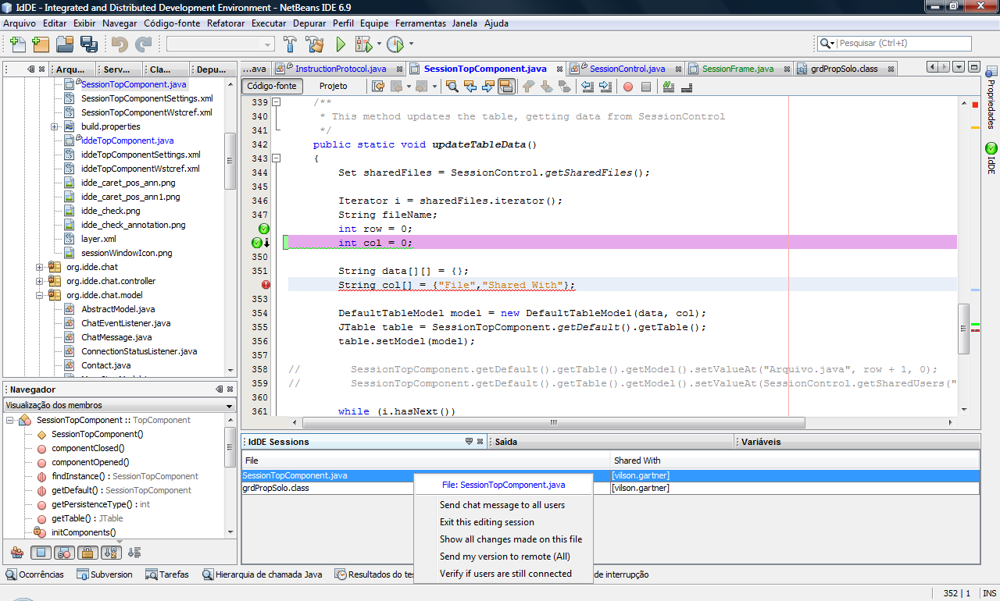 IdDE - Integrated and Distributed Development Environment - NetBeans IDE 6.9
Arquivo Editar Exibir Navegar Código-fonte Refatorar Executar Depurar Perfil Equipe Ferramentas Janela Ajuda
Pesquisar (Ctrl+I)
Arqu... Serv... Cla... Depu...
SessionTopComponent.java
SessionTopComponentSettings.xml
SessionTopComponentWstcref.xml
build.properties
iddeTopComponent.java
iddeTopComponentSettings.xml
iddeTopComponentWstcref.xml
idde_caret_pos_ann.png
idde_caret_pos_ann1.png
idde_check.png
idde_check_annotation.png
layer.xml
sessionWindowIcon.png
org.idde.chat
org.idde.chat.controller
org.idde.chat.model
AbstractModel.java
ChatEventListener.java
ChatMessage.java
ConnectionStatusListener.java
Contact.java
Navegador
Visualização dos membros
SessionTopComponent :: TopComponent
SessionTopComponent()
componentClosed()
componentOpened()
findInstance() : SessionTopComponent
getDefault() : SessionTopComponent
getPersistenceType() : int
getTable() : JTable
initComponents()
...ava InstructionProtocol.java SessionTopComponent.java SessionControl.java SessionFrame.java grdPropSolo.class
Código-fonte Projeto
339 /**
340 * This method updates the table, getting data from SessionControl
341 */
342 public static void updateTableData()
343 {
344 Set sharedFiles = SessionControl.getSharedFiles();
345
346 Iterator i = sharedFiles.iterator();
347 String fileName;
int row = 0;
int col = 0;
350
351 String data[][] = {};
String col[] = {"File","Shared With"};
353
354 DefaultTableModel model = new DefaultTableModel(data, col);
355 JTable table = SessionTopComponent.getDefault().getTable();
356 table.setModel(model);
357
358 // SessionTopComponent.getDefault().getTable().getModel().setValueAt("Arquivo.java", row + 1, 0);
359 // SessionTopComponent.getDefault().getTable().getModel().setValueAt(SessionControl.getSharedUsers("
360
361 while (i.hasNext())
Propriedades
IdDE
IdDE Sessions Saída Variáveis
File Shared With
SessionTopComponent.java [vilson.gartner]
grdPropSolo.class [vilson.gartner]
File: SessionTopComponent.java
Send chat message to all users
Exit this editing session
Show all changes made on this file
Send my version to remote (All)
Verify if users are still connected
Ocorrências Subversion Tarefas Hierarquia de chamada Java Resultados do tes de interrupção
352 | 1 INS